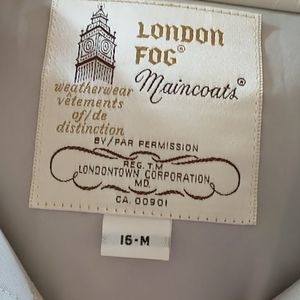 LONDON
FOG®
Maincoats®
weatherwear
vêtements
of/de
distinction
BY/PAR PERMISSION
REG. T.M.
LONDONTOWN CORPORATION
MD.
CA. 00901
16-M